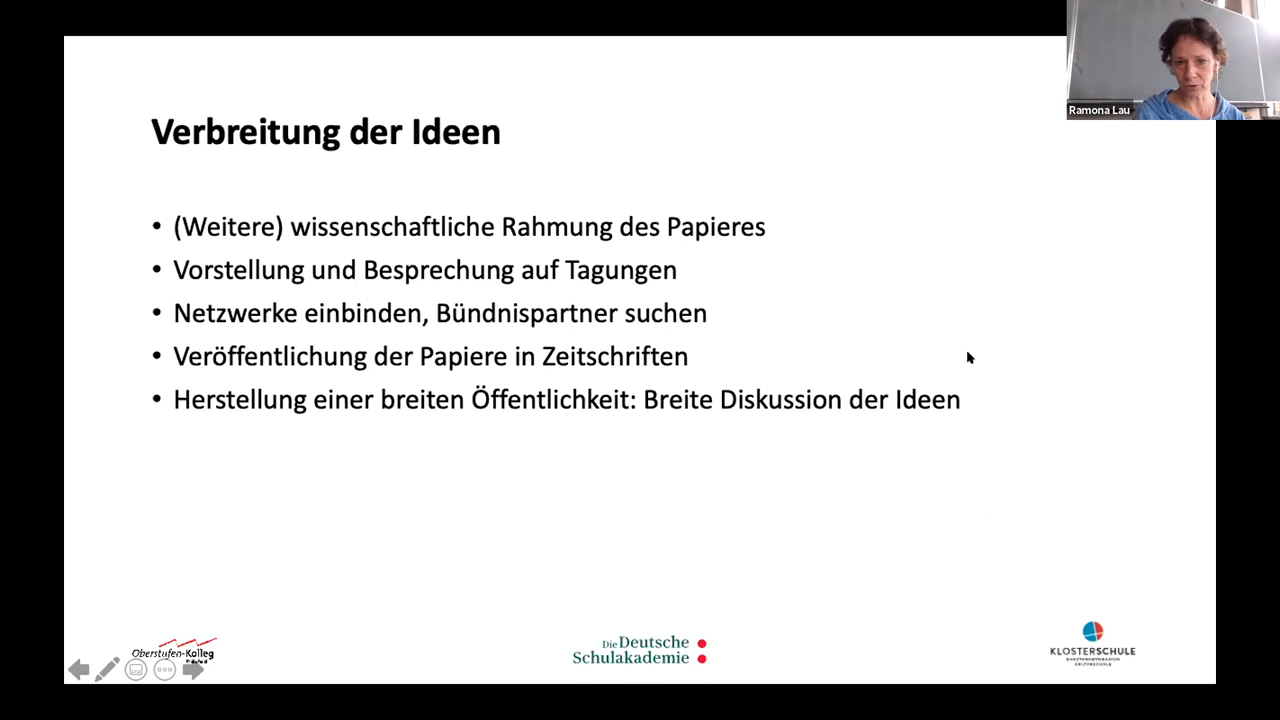 Ramona Lau
Verbreitung der Ideen
• (Weitere) wissenschaftliche Rahmung des Papieres
• Vorstellung und Besprechung auf Tagungen
• Netzwerke einbinden, Bündnispartner suchen
• Veröffentlichung der Papiere in Zeitschriften
• Herstellung einer breiten Öffentlichkeit: Breite Diskussion der Ideen
Oberstufen-Kolleg
Die Deutsche
Schulakademie
KLOSTERSCHULE
GANZTAGSGYMNASIUM
KULTURSCHULE